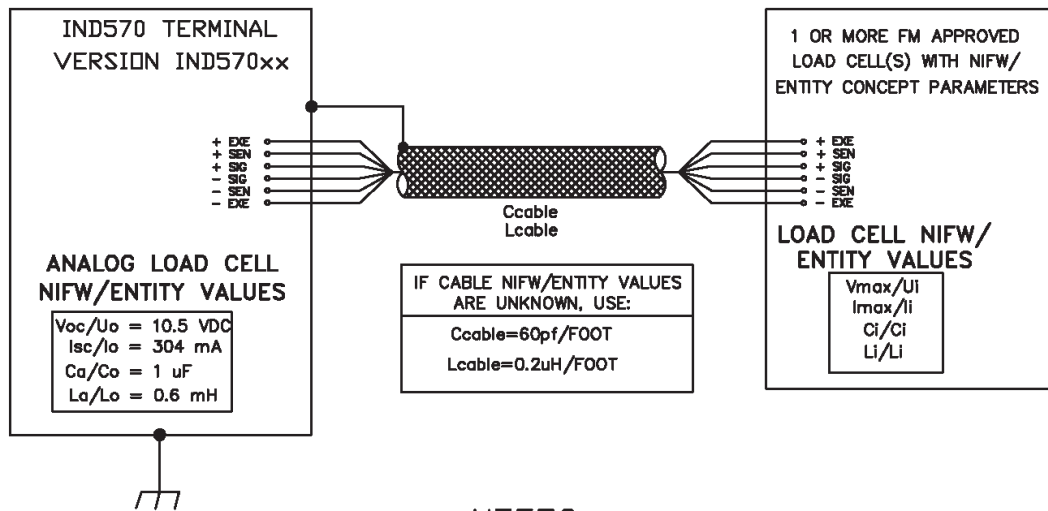 IND570 TERMINAL
VERSION IND570xx
+ EXE
+ SEN
+ SIG
- SIG
- SEN
- EXE
ANALOG LOAD CELL
NIFW/ENTITY VALUES
Voc/Uo = 10.5 VDC
Isc/Io = 304 mA
Ca/Co = 1 uF
La/Lo = 0.6 mH
Ccable
Lcable
IF CABLE NIFW/ENTITY VALUES
ARE UNKNOWN, USE:
Ccable=60pf/FOOT
Lcable=0.2uH/FOOT
1 OR MORE FM APPROVED
LOAD CELL(S) WITH NIFW/
ENTITY CONCEPT PARAMETERS
+ EXE
+ SEN
+ SIG
- SIG
- SEN
- EXE
LOAD CELL NIFW/
ENTITY VALUES
Vmax/Ui
Imax/Ii
Ci/Ci
Li/Li